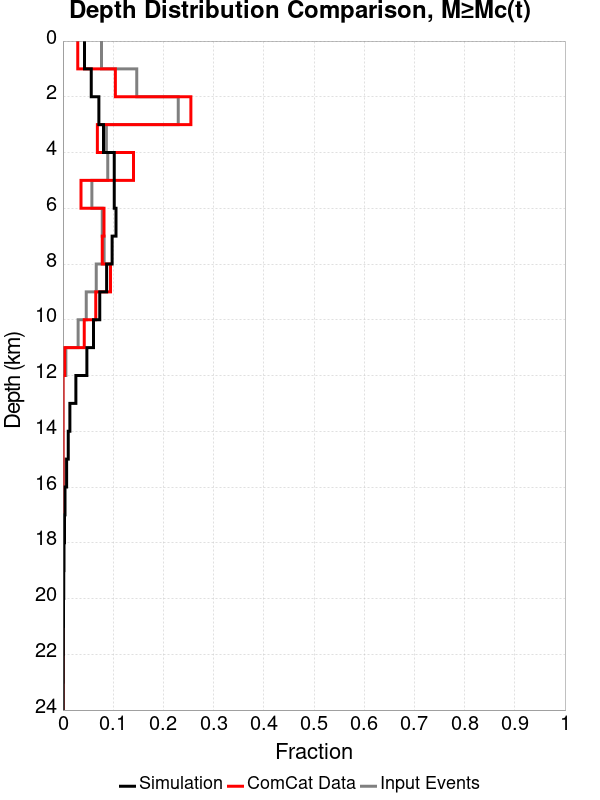 Depth Distribution Comparison, M≥Mc(t)
0
2
4
6
8
10
12
14
16
18
20
22
24
Depth (km)
0 0.1 0.2 0.3 0.4 0.5 0.6 0.7 0.8 0.9 1
Fraction
Simulation ComCat Data Input Events